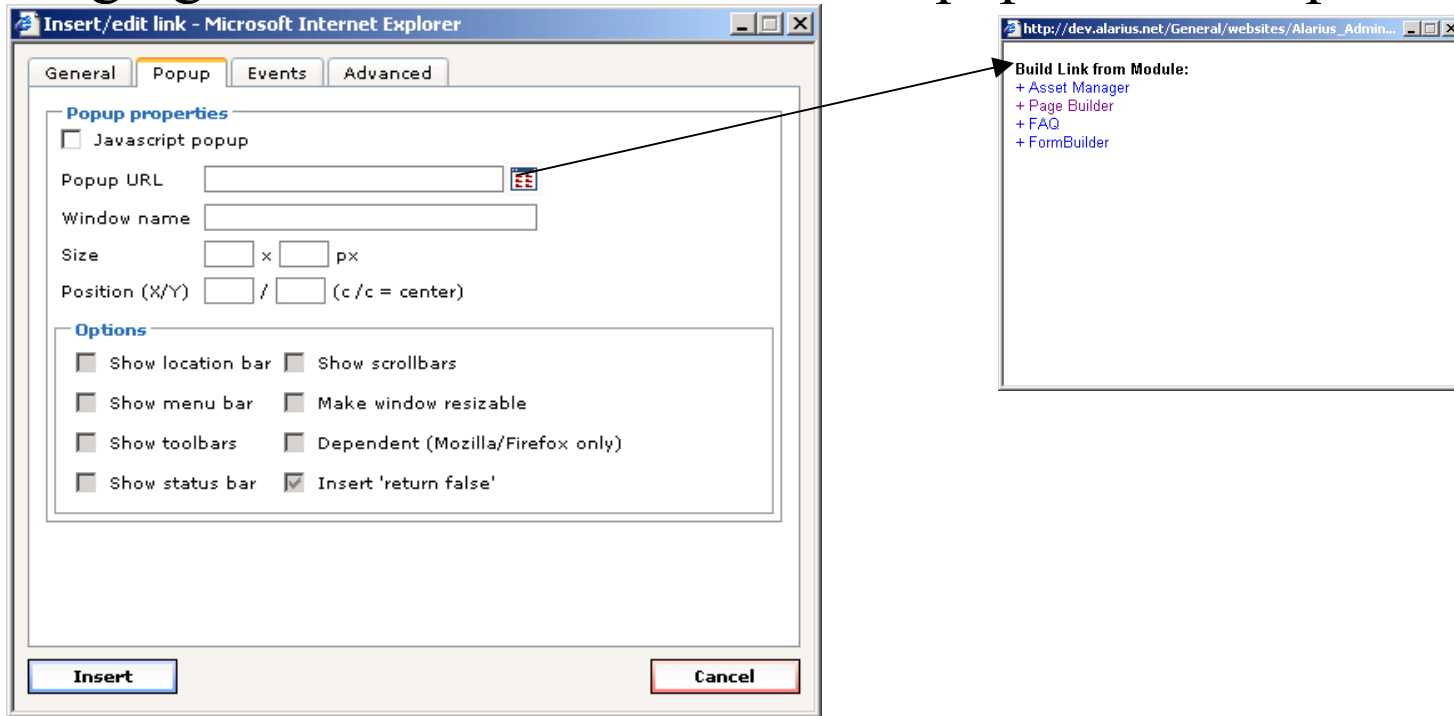 Insert/edit link - Microsoft Internet Explorer
General Popup Events Advanced
Popup properties
Javascript popup
Popup URL
Window name
Size x px
Position (X/Y) / (c /c = center)
Options
Show location bar Show scrollbars
Show menu bar Make window resizable
Show toolbars Dependent (Mozilla/Firefox only)
Show status bar Insert 'return false'
Insert Cancel
http://dev.alarius.net/General/websites/Alarius_Admin...
Build Link from Module:
+ Asset Manager
+ Page Builder
+ FAQ
+ FormBuilder